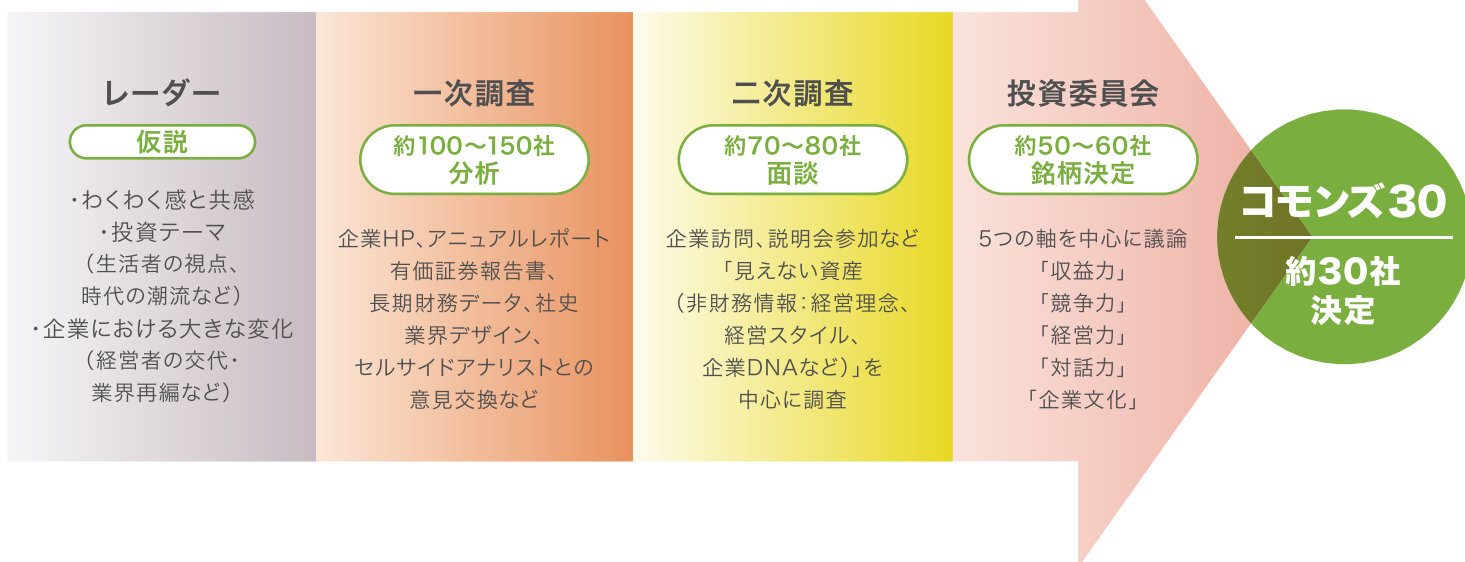 レーダー
仮説
・わくわく感と共感
・投資テーマ
（生活者の視点、
時代の潮流など）
・企業における大きな変化
（経営者の交代・
業界再編など）
一次調査
約100〜150社
分析
企業HP、アニュアルレポート
有価証券報告書、
長期財務データ、社史
業界デザイン、
セルサイドアナリストとの
意見交換など
二次調査
約70〜80社
面談
企業訪問、説明会参加など
「見えない資産
（非財務情報：経営理念、
経営スタイル、
企業DNAなど）」を
中心に調査
投資委員会
約50〜60社
銘柄決定
5つの軸を中心に議論
「収益力」
「競争力」
「経営力」
「対話力」
「企業文化」
コモンズ30
約30社
決定